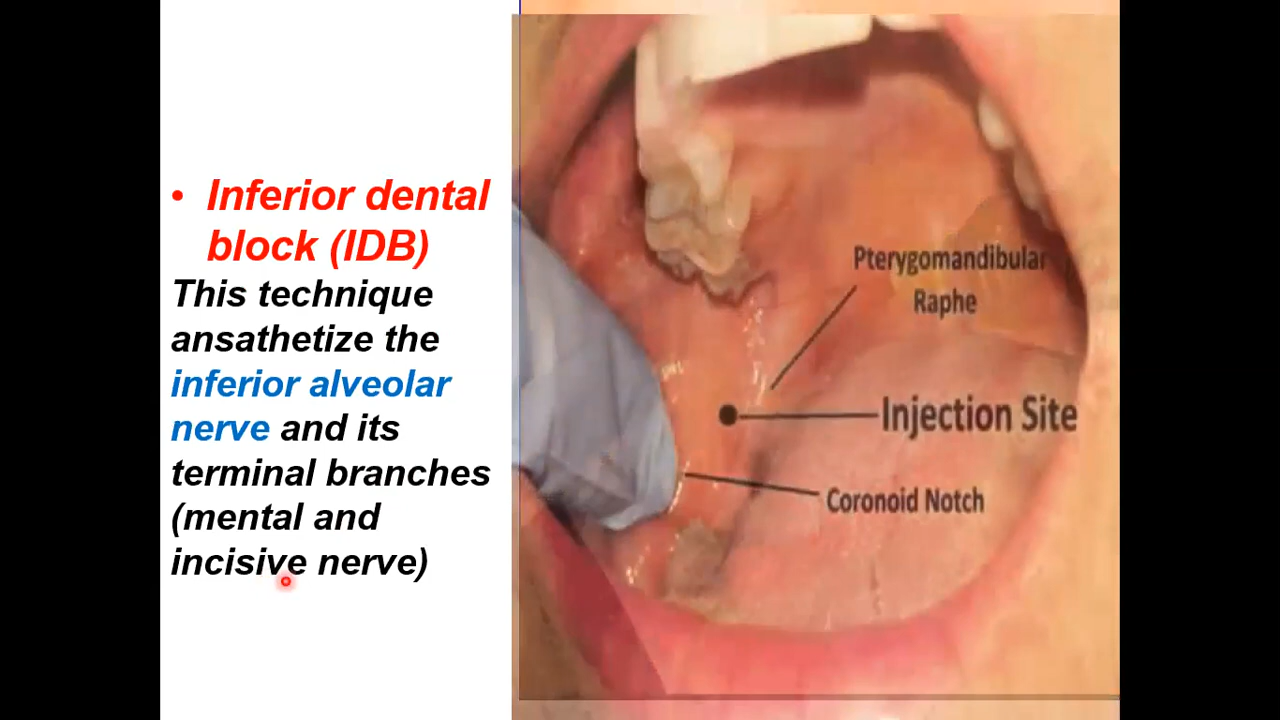 • Inferior dental
block (IDB)
This technique
ansathetize the
inferior alveolar
nerve and its
terminal branches
(mental and
incisive nerve)
Pterygomandibular
Raphe
Injection Site
Coronoid Notch